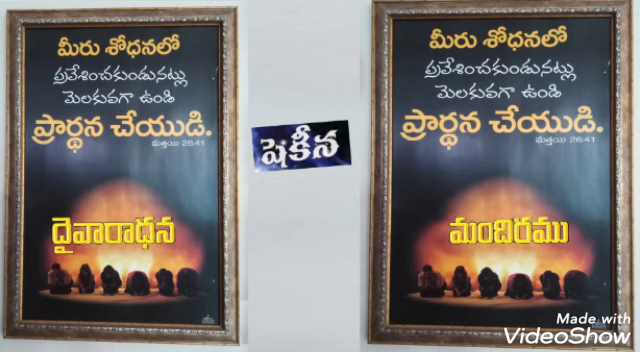 మీరు శోధనలో
ప్రవేశించకుండునట్లు
మెలకువగా ఉండి
ప్రార్థన చేయుడి.
మత్తయి 26:41
దైవారాధన
షెకీన
మీరు శోధనలో
ప్రవేశించకుండునట్లు
మెలకువగా ఉండి
ప్రార్థన చేయుడి.
మత్తయి 26:41
మందిరము
Made with
VideoShow